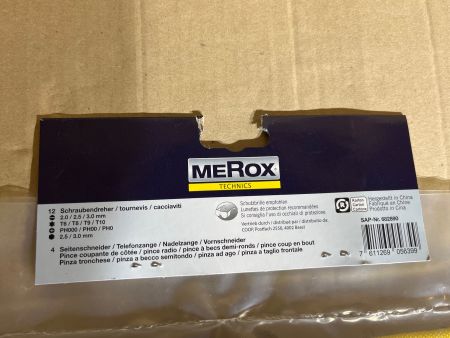 MEROX
TECHNICS
12 Schraubendreher / tournevis / cacciaviti
2.0 / 2.5 / 3.0 mm
T6 / T8 / T9 / T10
PH000 / PH00 / PH0
2.5 / 3.0 mm
4 Seitenschneider / Telefonzange / Nadelzange / Vornschneider
Pince coupante de côtée / pince radio / pince à becs demi-ronds / pince coup en bout
Pinza tronchese / pinza a becco semitondo / pinza ad ago / pinza a taglio frontale
Schutzbrille empfohlen
Lunettes de protection recommandées
Si consiglia l'uso di occhiali di protezione.
Vertrieb durch / distribué par / distribuito da
COOP, Postfach 2550, 4002 Basel
Karton
Carton
Cartone
Hergestellt in China
Fabriqué en Chine
Prodotto in Cina
SAP-Nr.
7 611269 056399